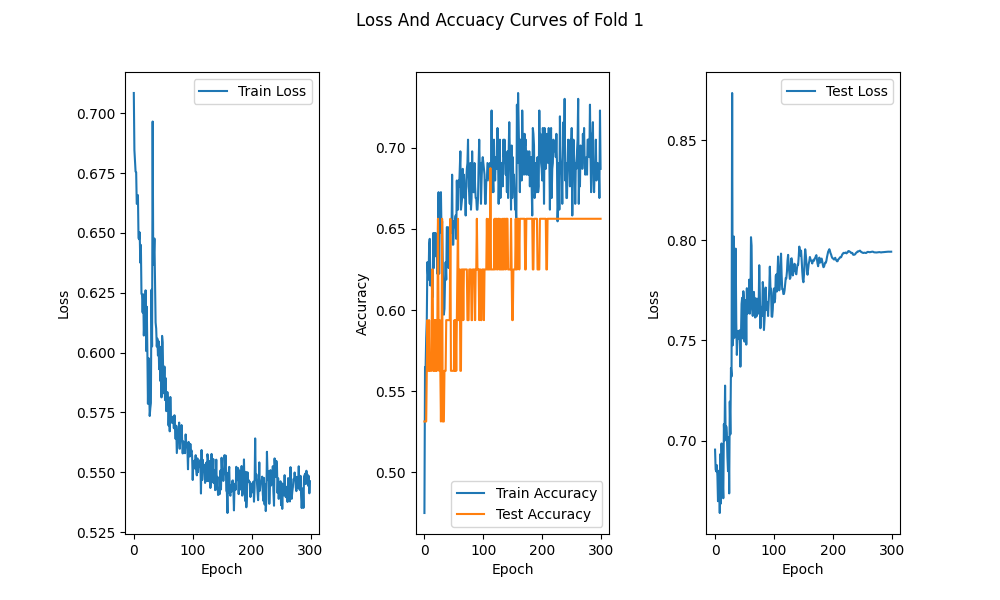 Loss And Accuacy Curves of Fold 1
Train Loss
0.700
0.675
0.650
0.625
0.600
0.575
0.550
0.525
Loss
0 100 200 300
Epoch
0.70
0.65
0.60
0.55
0.50
Accuracy
Train Accuracy
Test Accuracy
0 100 200 300
Epoch
Test Loss
0.85
0.80
0.75
0.70
Loss
0 100 200 300
Epoch